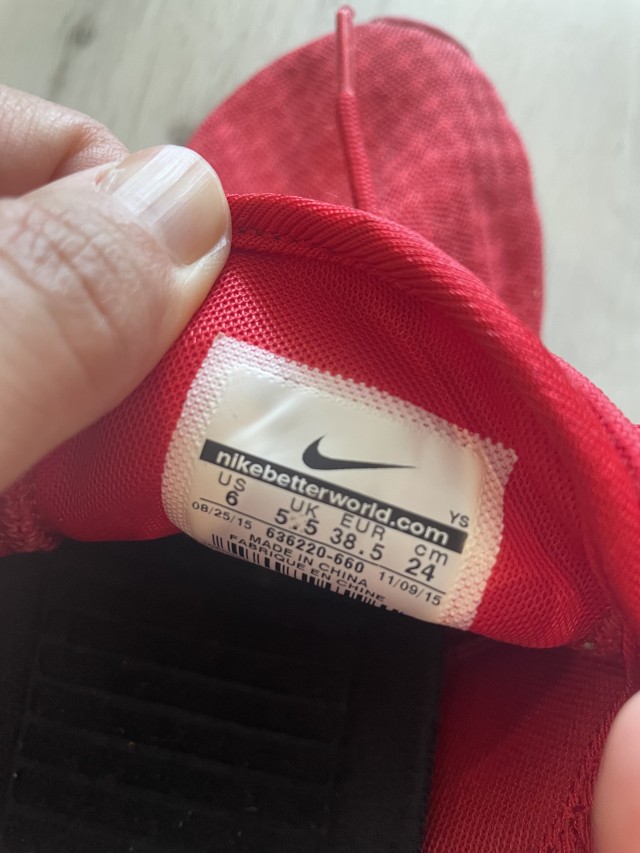 nikebetterworld.com
YS
US UK EUR cm
6 5.5 38.5 24
08/25/15 636220-660 11/09/15
MADE IN CHINA
FABRIQUE EN CHINE